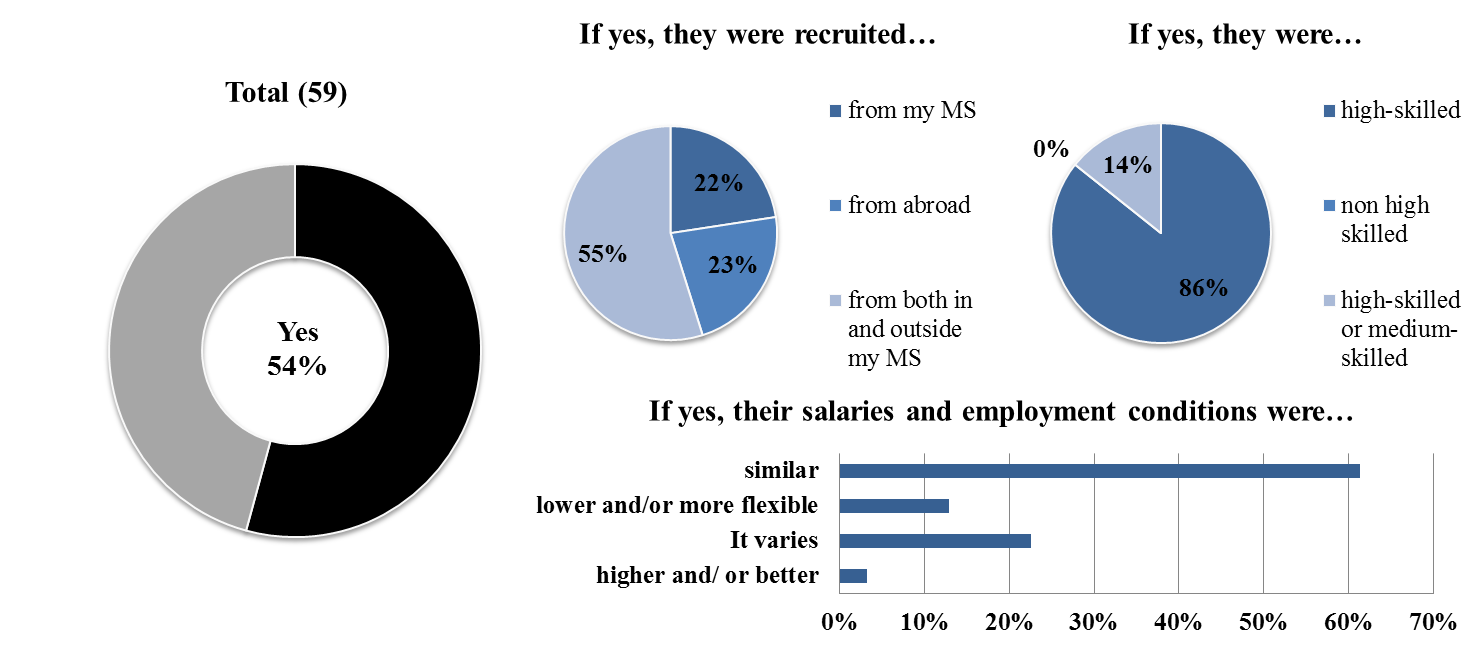 Total (59)
Yes
54%
If yes, they were recruited…
22%
23%
55%
from my MS
from abroad
from both in
and outside
my MS
If yes, they were…
0%
14%
86%
high-skilled
non high
skilled
high-skilled
or medium-
skilled
If yes, their salaries and employment conditions were…
similar
lower and/or more flexible
It varies
higher and/ or better
0% 10% 20% 30% 40% 50% 60% 70%